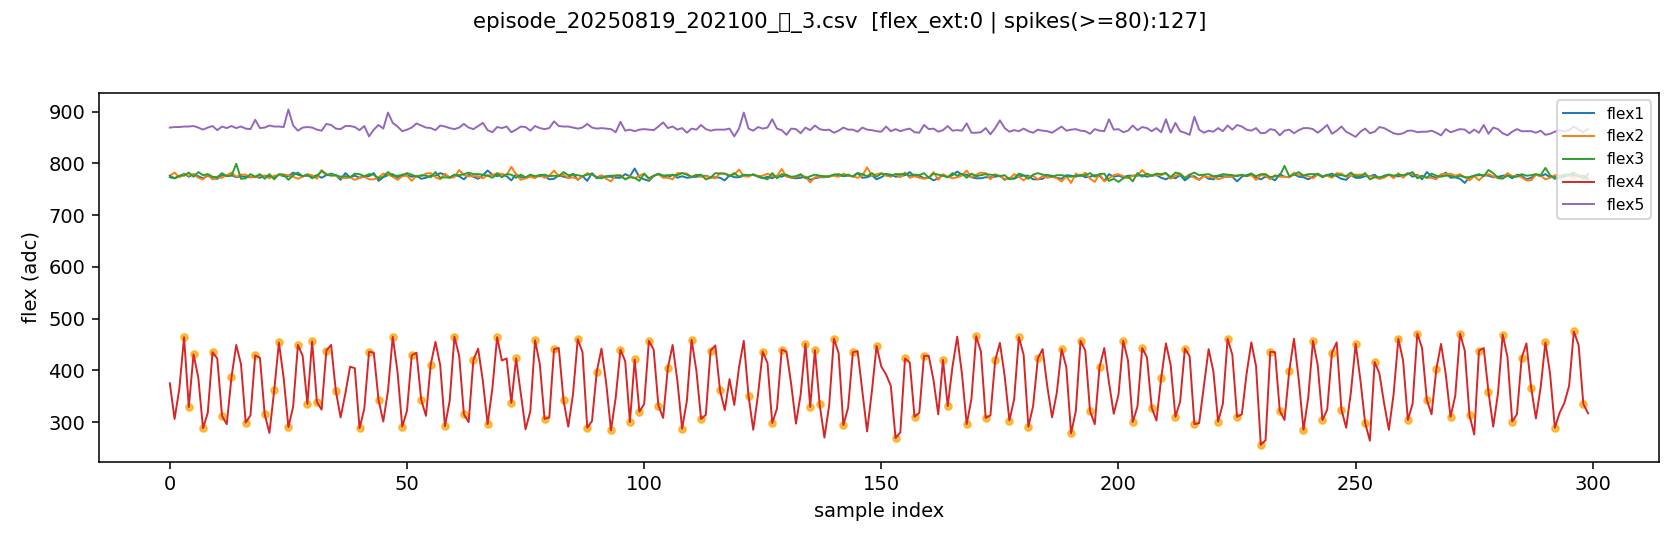 episode_20250819_202100_▯_3.csv  [flex_ext:0 | spikes(>=80):127]
flex (adc)
900
800
700
600
500
400
300
flex1
flex2
flex3
flex4
flex5
0
50
100
150
200
250
300
sample index